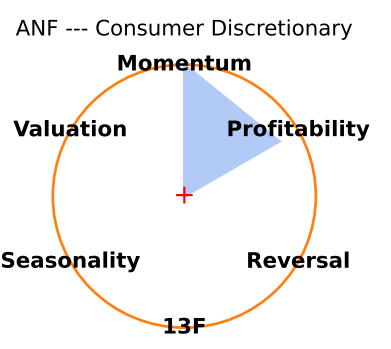 ANF --- Consumer Discretionary
Momentum
Valuation
Profitability
Seasonality
Reversal
13F